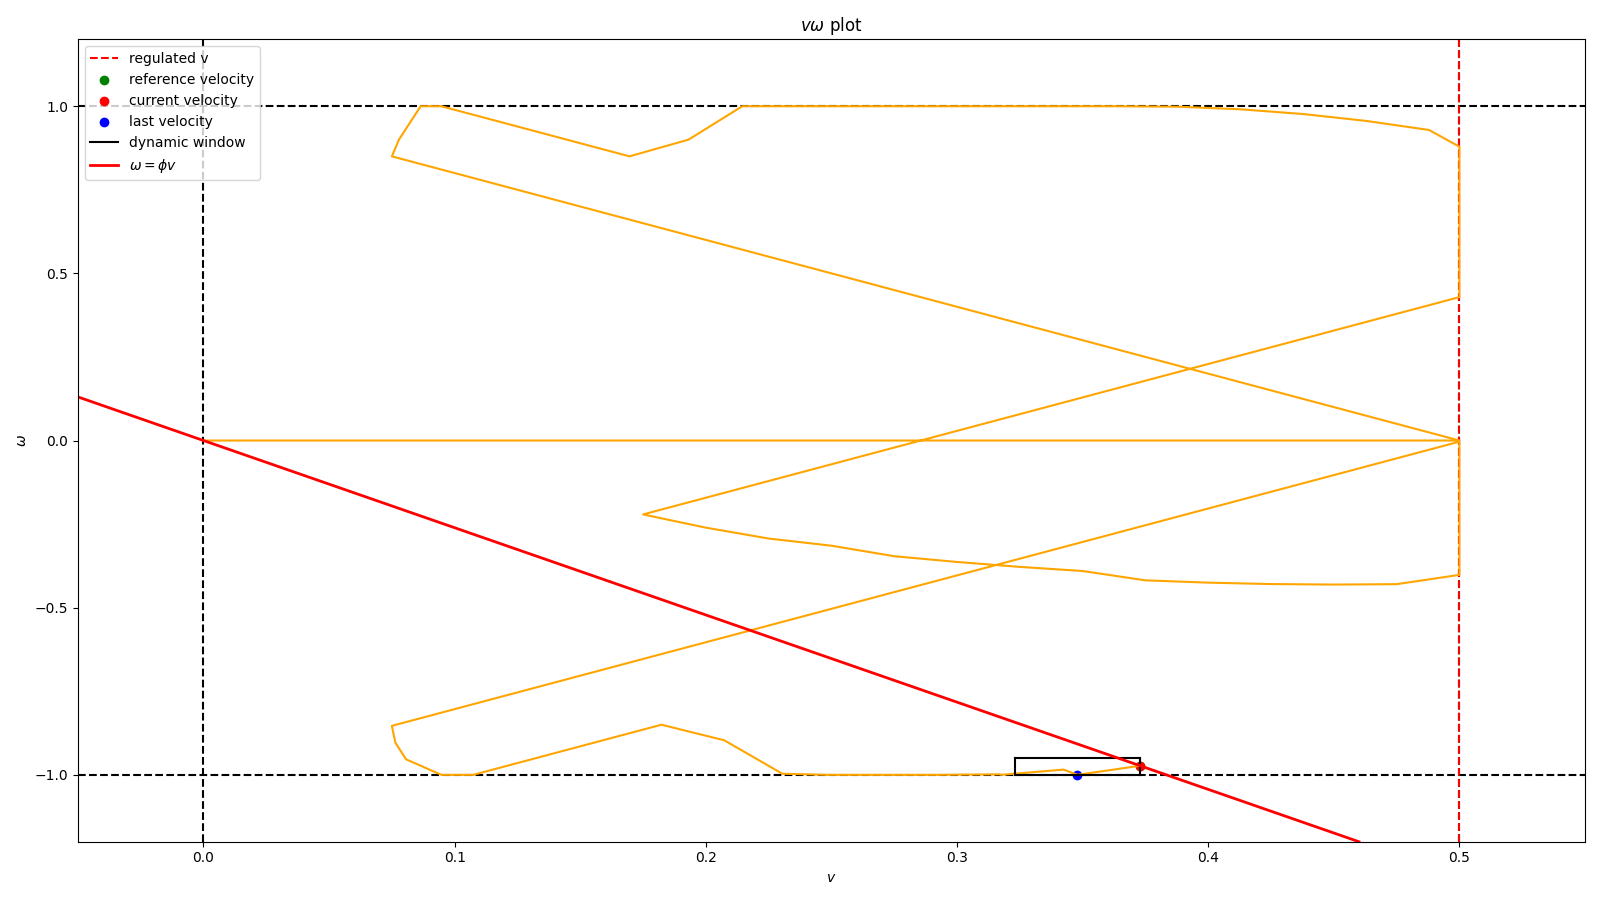 vω plot
regulated v
reference velocity
current velocity
last velocity
dynamic window
ω = ϕv
1.0
0.5
0.0
−0.5
−1.0
ω
0.0 0.1 0.2 0.3 0.4 0.5
v